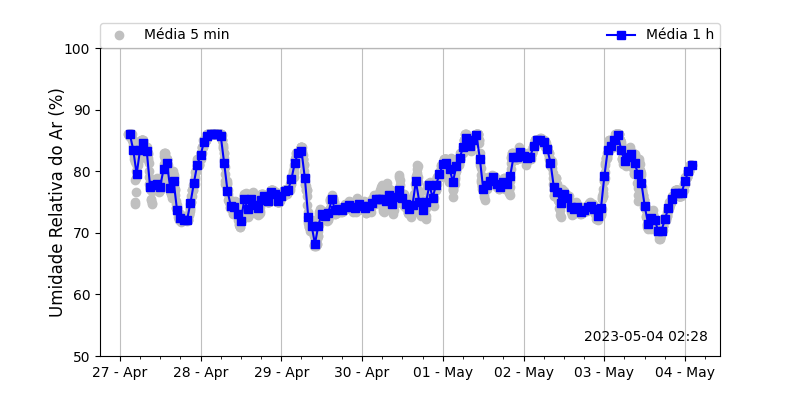 Média 5 min
Média 1 h
Umidade Relativa do Ar (%)
100
90
80
70
60
50
2023-05-04 02:28
27 - Apr
28 - Apr
29 - Apr
30 - Apr
01 - May
02 - May
03 - May
04 - May